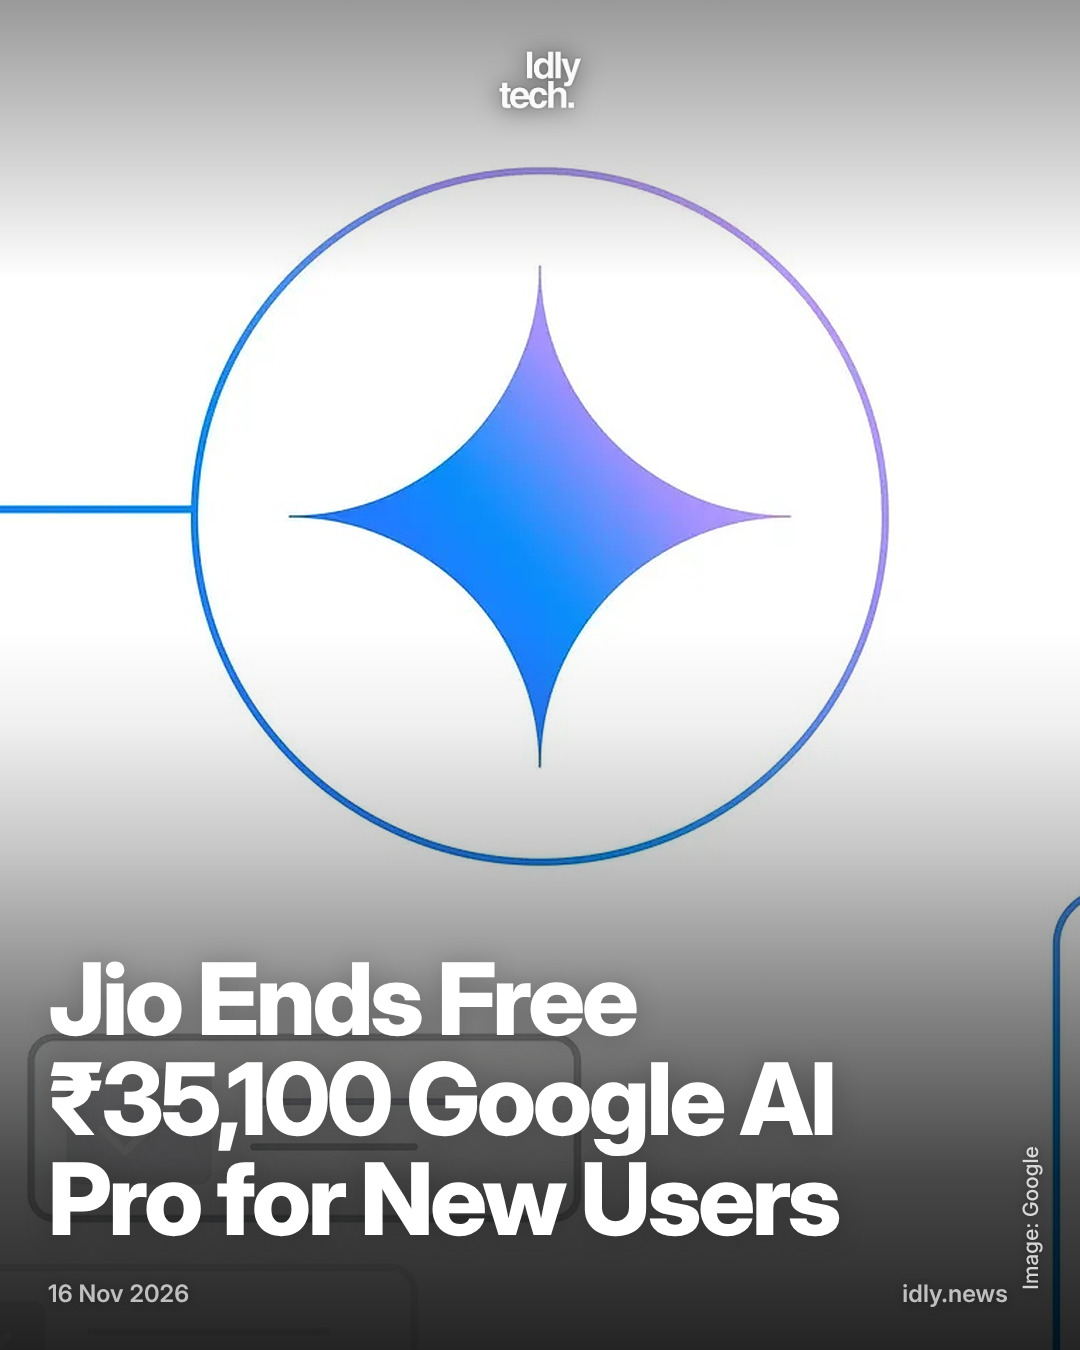 Idly
tech.
Jio Ends Free
₹35,100 Google AI
Pro for New Users
16 Nov 2026
idly.news
Image: Google